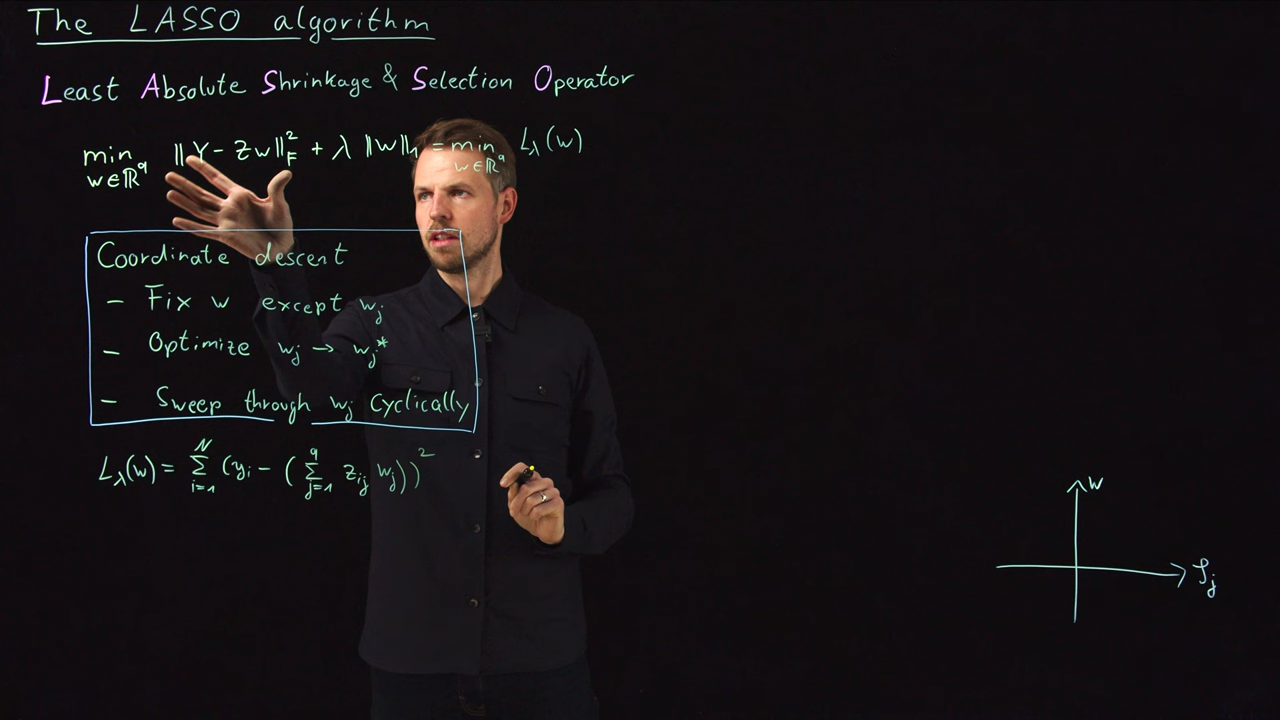 The LASSO algorithm
Least Absolute Shrinkage & Selection Operator
min w∈ℝ^q ‖Y - Zw‖²_F + λ ‖w‖₁ = min w∈ℝ^q L_λ(w)
Coordinate descent
- Fix w except w_j
- Optimize w_j → w_j*
- Sweep through w_j cyclically
L_λ(w) = Σ_{i=1}^N (y_i - (Σ_{j=1}^q z_ij w_j))²
w
ρ_j